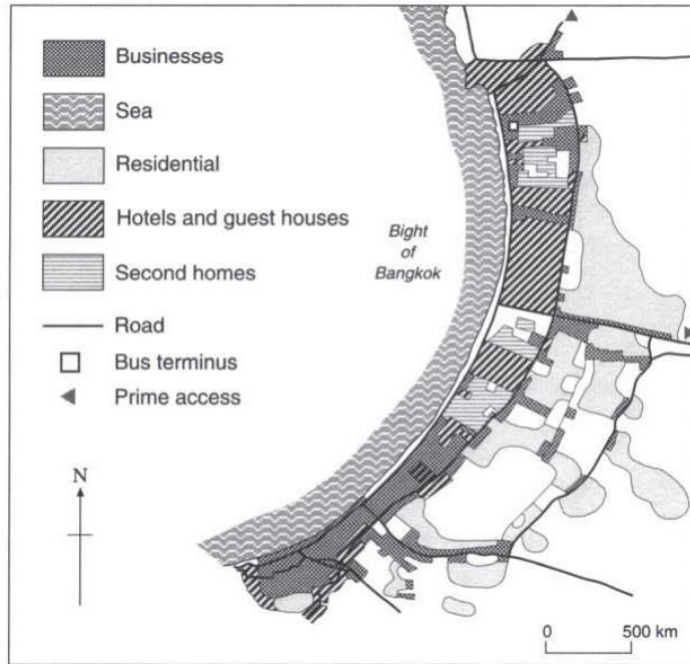 Businesses
Sea
Residential
Hotels and guest houses
Second homes
Road
Bus terminus
Prime access
Bight
of
Bangkok
N
0 500 km